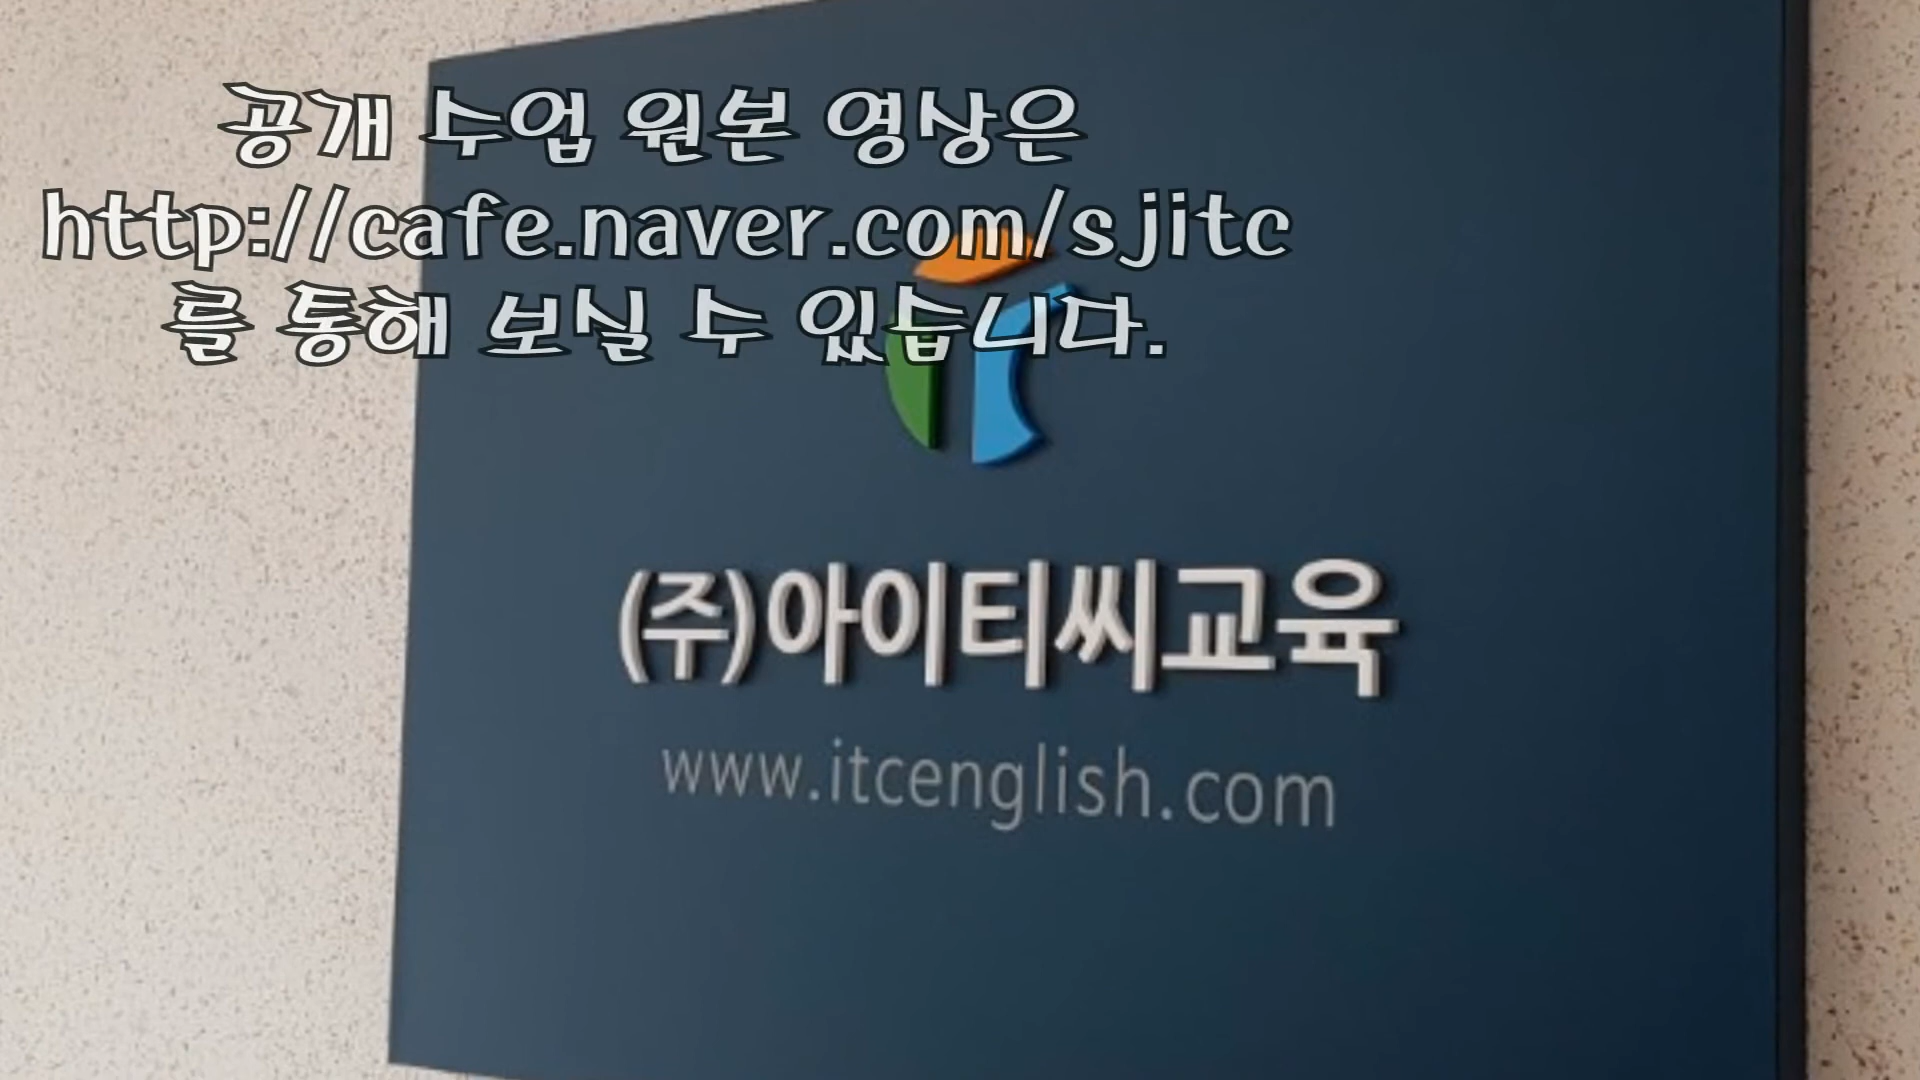 공개 수업 원본 영상은
http://cafe.naver.com/sjitc
를 통해 보실 수 있습니다.
(주)아이티씨교육
www.itcenglish.com